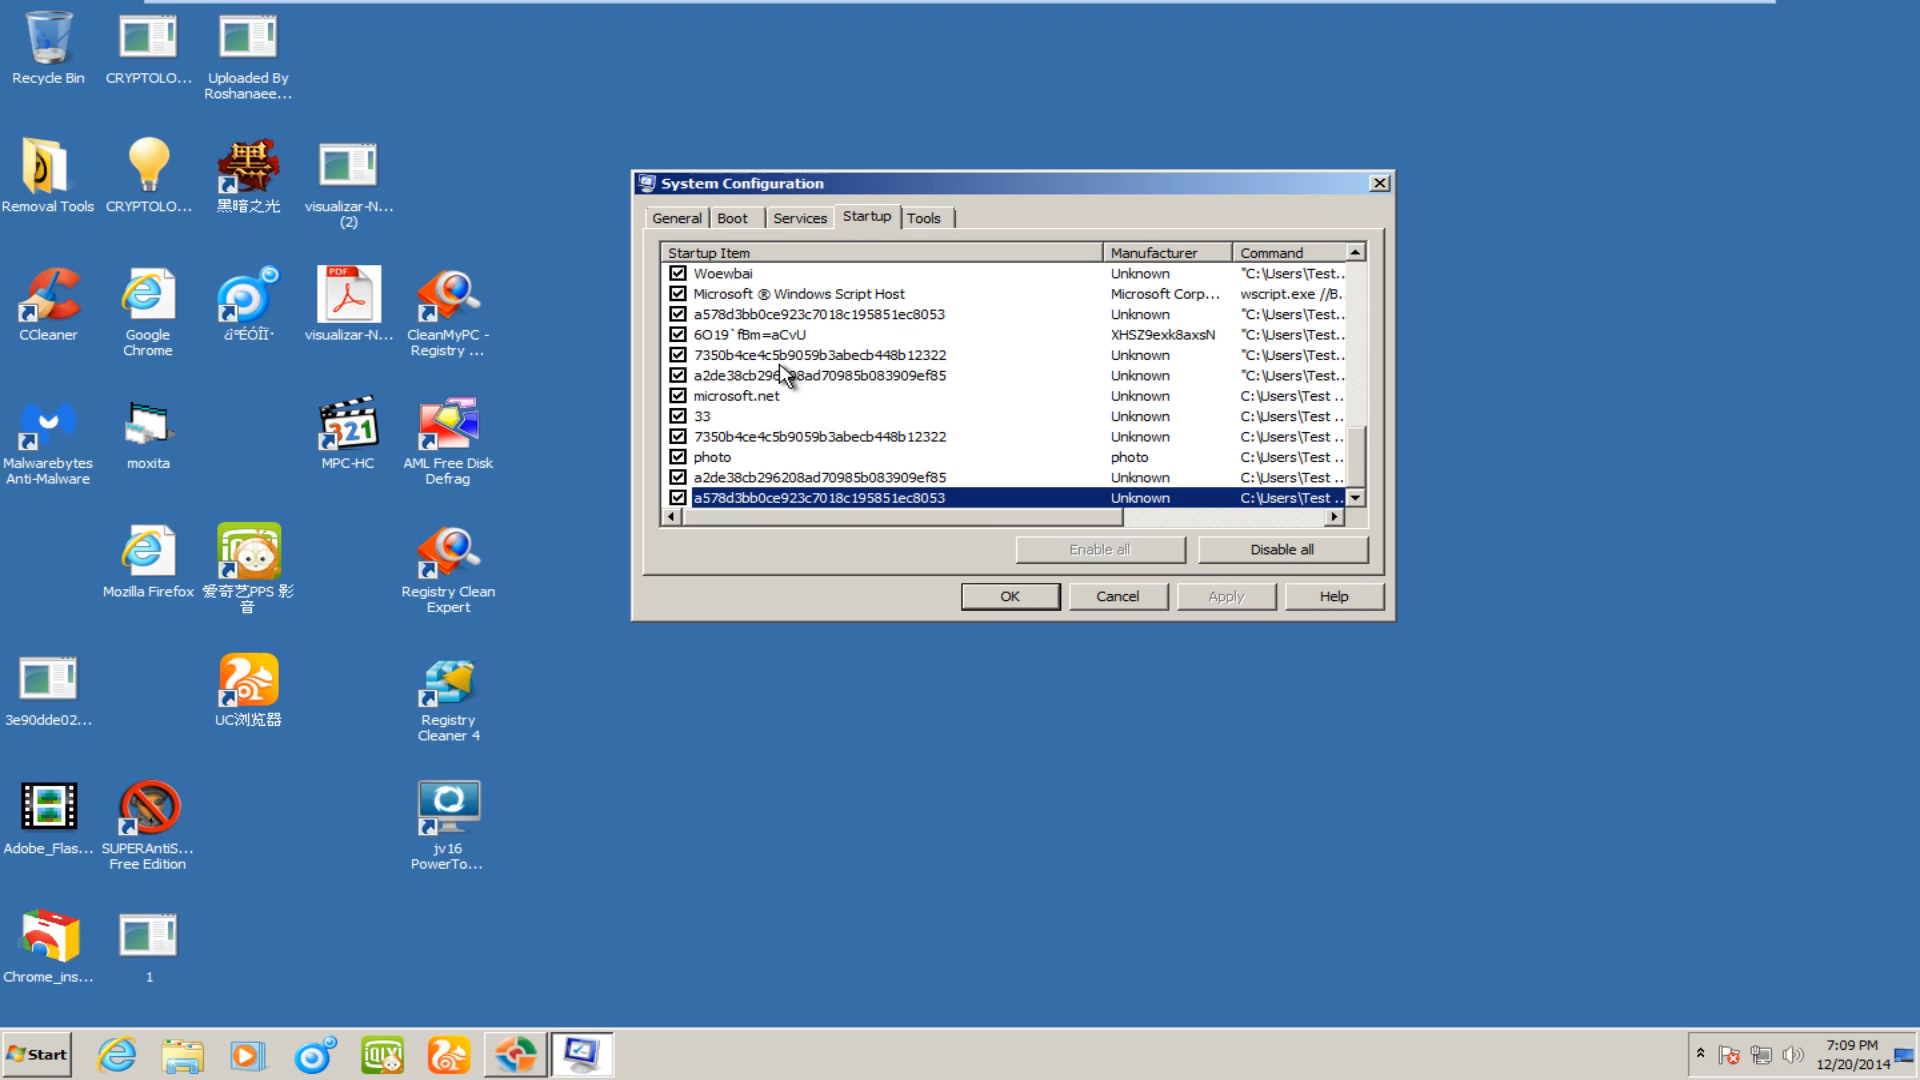 Recycle Bin
CRYPTOLO...
Uploaded By
Roshanaee...
Removal Tools
CRYPTOLO...
黑暗之光
visualizar-N...
(2)
CCleaner
Google
Chrome
visualizar-N...
CleanMyPC -
Registry ...
Malwarebytes
Anti-Malware
moxita
MPC-HC
AML Free Disk
Defrag
Mozilla Firefox
爱奇艺PPS 影
音
Registry Clean
Expert
3e90dde02...
UC浏览器
Registry
Cleaner 4
Adobe_Flas...
SUPERAntiS...
Free Edition
jv16
PowerTo...
Chrome_ins...
1
System Configuration
General Boot Services Startup Tools
Startup Item Manufacturer Command
Woewbai Unknown "C:\Users\Test..
Microsoft ® Windows Script Host Microsoft Corp... wscript.exe //B..
a578d3bb0ce923c7018c195851ec8053 Unknown "C:\Users\Test..
6O19`fBm=aCvU XHSZ9exk8axsN "C:\Users\Test..
7350b4ce4c5b9059b3abecb448b12322 Unknown "C:\Users\Test..
Unknown "C:\Users\Test..
microsoft.net Unknown C:\Users\Test ..
33 Unknown C:\Users\Test ..
7350b4ce4c5b9059b3abecb448b12322 Unknown C:\Users\Test ..
photo photo C:\Users\Test ..
a2de38cb296208ad70985b083909ef85 Unknown C:\Users\Test ..
a578d3bb0ce923c7018c195851ec8053 Unknown C:\Users\Test ..
Enable all Disable all
OK Cancel Apply Help
Start
7:09 PM
12/20/2014